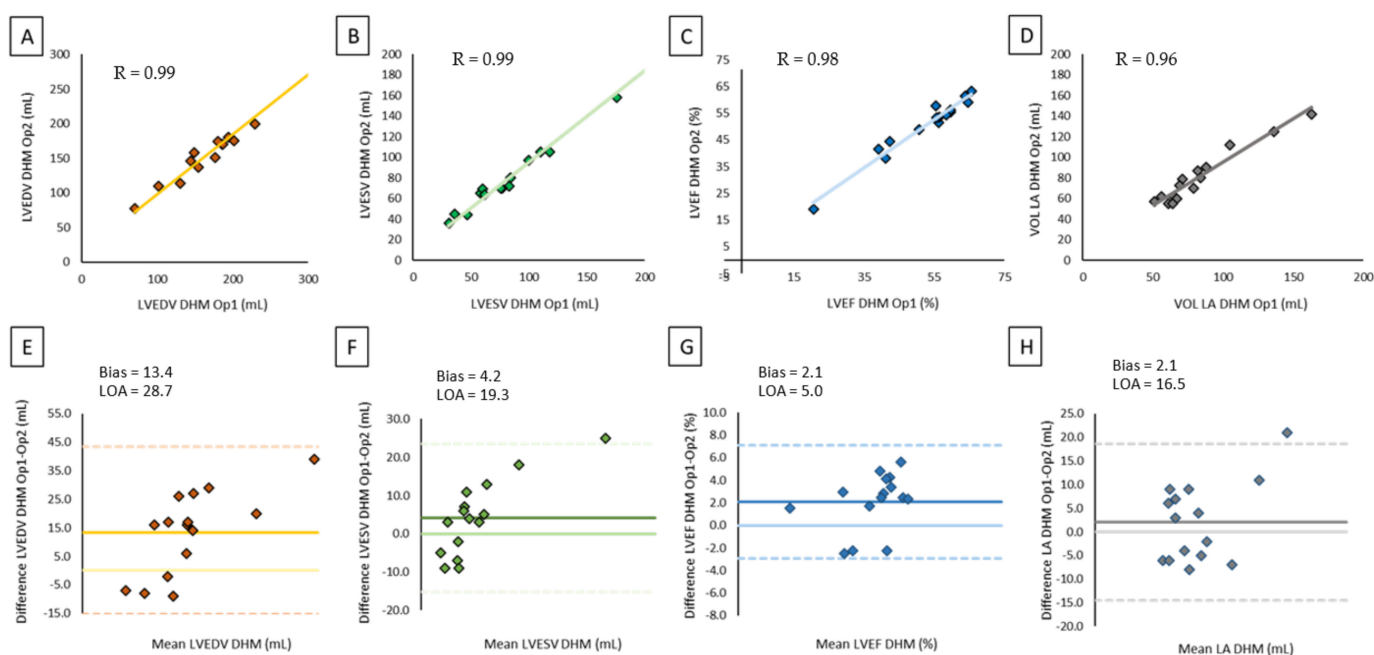 A
R = 0.99
LVEDV DHM Op2 (mL)
300
250
200
150
100
50
0
0 100 200 300
LVEDV DHM Op1 (mL)
B
R = 0.99
LVESV DHM Op2 (mL)
200
180
160
140
120
100
80
60
40
20
0
0 50 100 150 200
LVESV DHM Op1 (mL)
C
R = 0.98
LVEF DHM Op2 (%)
75
65
55
45
35
25
15
5
15 35 55 75
LVEF DHM Op1 (%)
D
R = 0.96
VOL LA DHM Op2 (mL)
200
180
160
140
120
100
80
60
40
20
0
0 50 100 150 200
VOL LA DHM Op1 (mL)
E
Bias = 13.4
LOA = 28.7
Difference LVEDV DHM Op1-Op2 (mL)
55.0
45.0
35.0
25.0
15.0
5.0
-5.0
-15.0
Mean LVEDV DHM (mL)
F
Bias = 4.2
LOA = 19.3
Difference LVESV DHM Op1-Op2 (mL)
30.0
20.0
10.0
0.0
-10.0
-20.0
Mean LVESV DHM (mL)
G
Bias = 2.1
LOA = 5.0
Difference LVEF DHM Op1-Op2 (%)
10.0
8.0
6.0
4.0
2.0
0.0
-2.0
-4.0
-6.0
-8.0
Mean LVEF DHM (%)
H
Bias = 2.1
LOA = 16.5
Difference LA DHM Op1-Op2 (mL)
25.0
20.0
15.0
10.0
5.0
0.0
-5.0
-10.0
-15.0
-20.0
Mean LA DHM (mL)